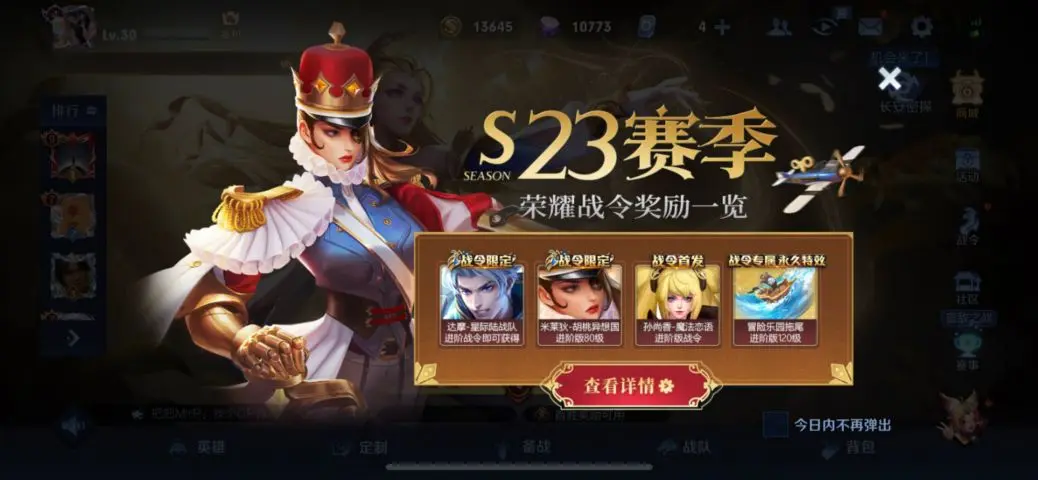 Lv.30
13645
10773
4
排行
长安密探
商城
S23赛季
SEASON
荣耀战令奖励一览
活动
战令
战令限定
战令限定
战令首发
战令专属 永久特效
达摩-星际陆战队
进阶战令即可获得
米莱狄-胡桃异想国
进阶版80级
孙尚香-魔法恋语
进阶版战令
冒险乐园拖尾
进阶版120级
社区
赛事
查看详情
今日内不再弹出
英雄
定制
备战
战队
背包